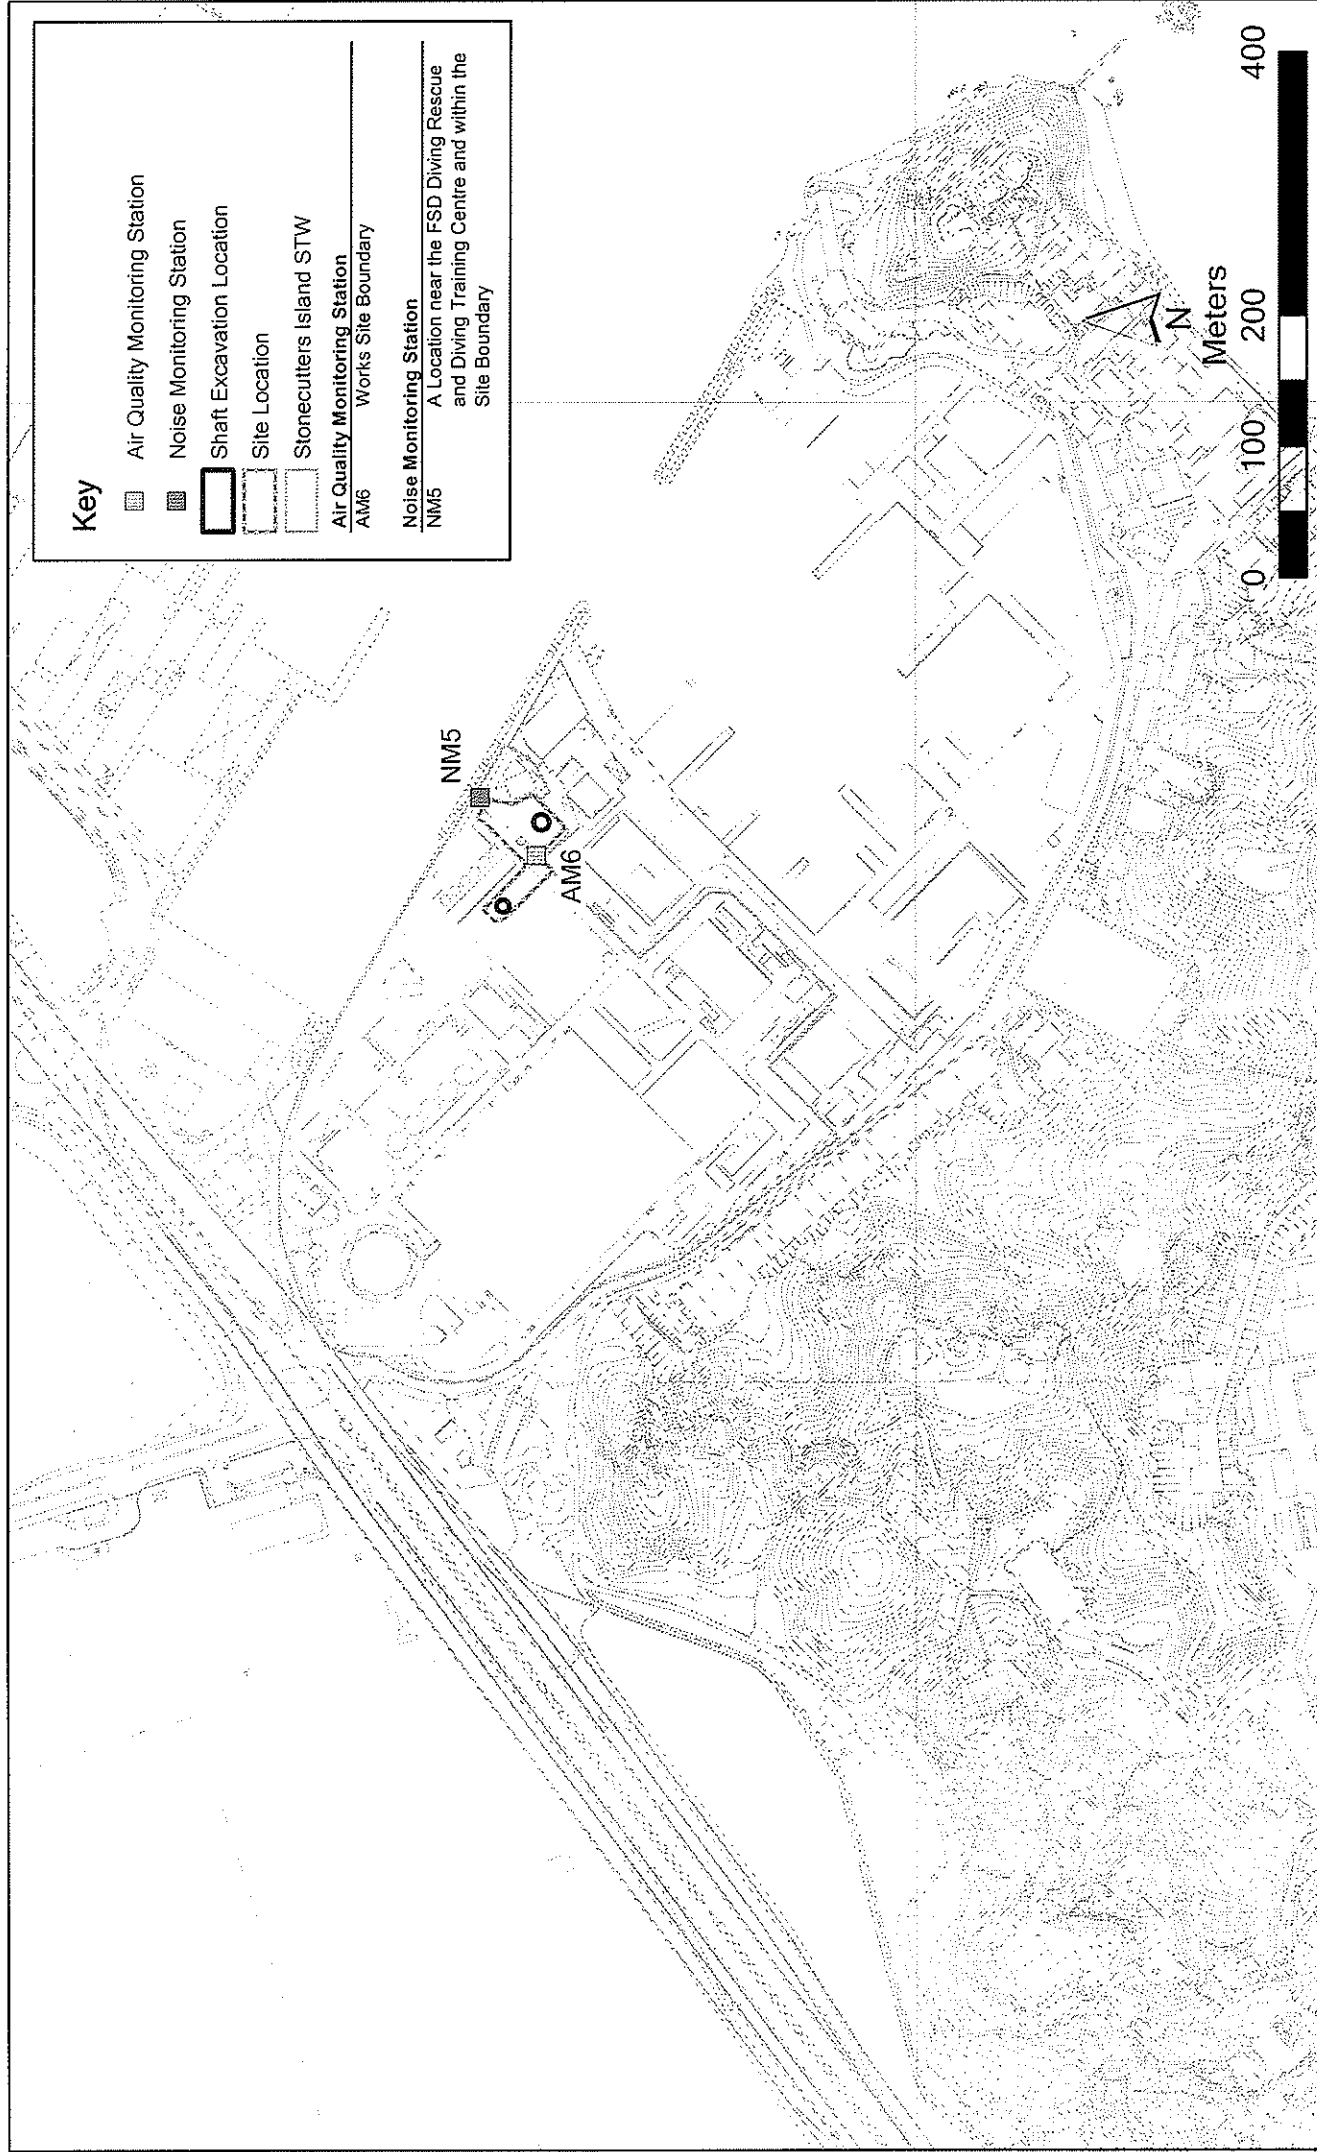 Key
Air Quality Monitoring Station
Noise Monitoring Station
Shaft Excavation Location
Site Location
Stonecutters Island STW
Air Quality Monitoring Station
AM6 Works Site Boundary
Noise Monitoring Station
NM5 A Location near the FSD Diving Rescue
and Diving Training Centre and within the
Site Boundary
NM5
AM6
N
Meters
0 100 200 400